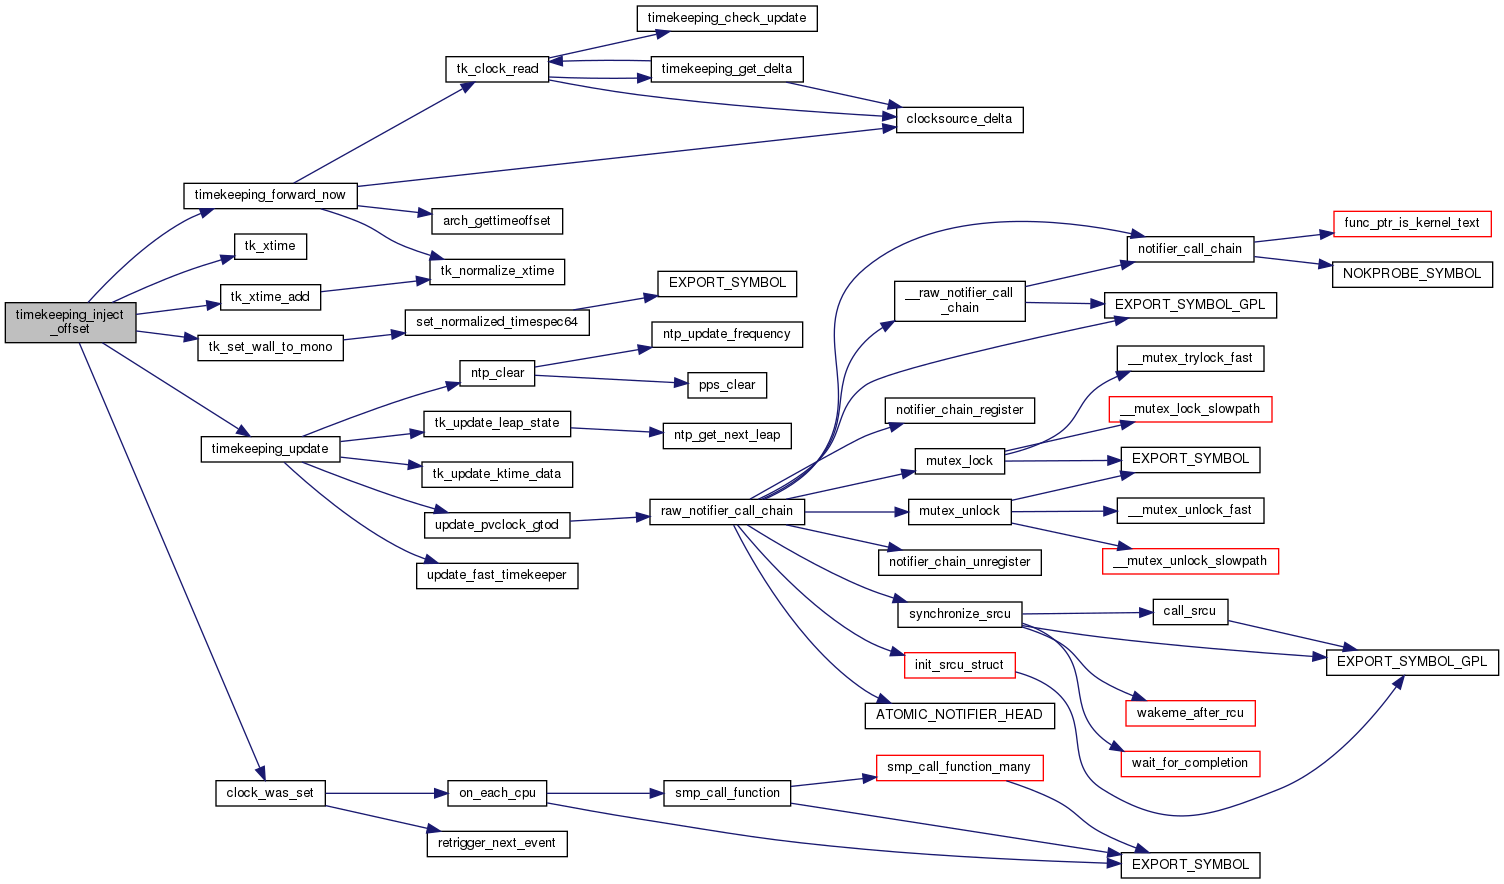 timekeeping_check_update
tk_clock_read
timekeeping_get_delta
clocksource_delta
timekeeping_forward_now
arch_gettimeoffset
func_ptr_is_kernel_text
tk_xtime
notifier_call_chain
tk_normalize_xtime
NOKPROBE_SYMBOL
EXPORT_SYMBOL
tk_xtime_add
__raw_notifier_call
_chain
EXPORT_SYMBOL_GPL
timekeeping_inject
_offset
set_normalized_timespec64
ntp_update_frequency
tk_set_wall_to_mono
__mutex_trylock_fast
ntp_clear
pps_clear
notifier_chain_register
__mutex_lock_slowpath
tk_update_leap_state
ntp_get_next_leap
timekeeping_update
mutex_lock
EXPORT_SYMBOL
tk_update_ktime_data
raw_notifier_call_chain
mutex_unlock
__mutex_unlock_fast
update_pvclock_gtod
notifier_chain_unregister
__mutex_unlock_slowpath
update_fast_timekeeper
synchronize_srcu
call_srcu
init_srcu_struct
EXPORT_SYMBOL_GPL
ATOMIC_NOTIFIER_HEAD
wakeme_after_rcu
wait_for_completion
smp_call_function_many
clock_was_set
on_each_cpu
smp_call_function
retrigger_next_event
EXPORT_SYMBOL